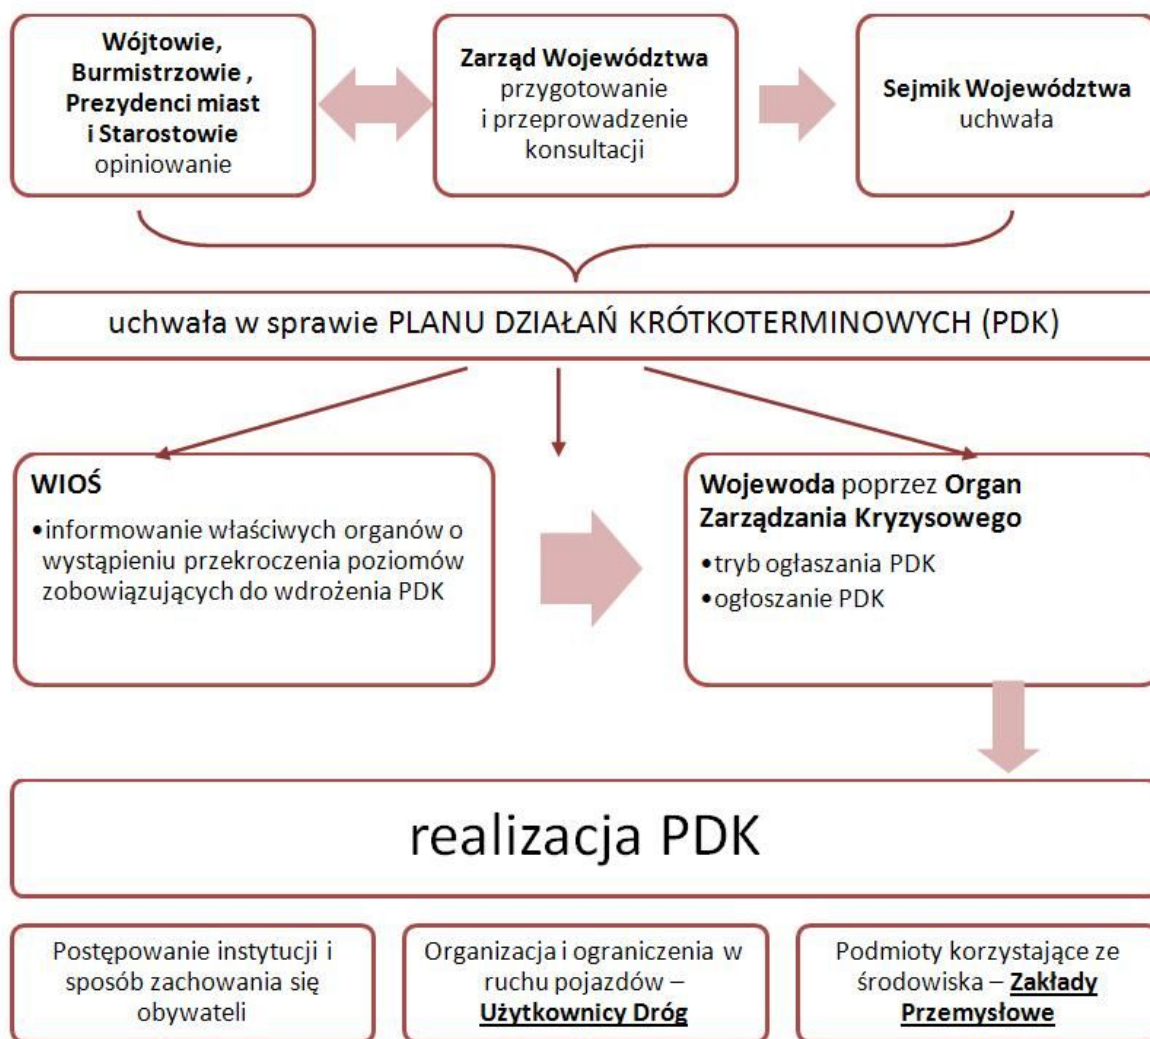 Wójtowie,
Burmistrzowie ,
Prezydenci miast
i Starostowie
opiniowanie
Zarząd Województwa
przygotowanie
i przeprowadzenie
konsultacji
Sejmik Województwa
uchwała
uchwała w sprawie PLANU DZIAŁAŃ KRÓTKOTERMINOWYCH (PDK)
WIOŚ
•informowanie właściwych organów o
wystąpieniu przekroczenia poziomów
zobowiązujących do wdrożenia PDK
Wojewoda poprzez Organ
Zarządzania Kryzysowego
•tryb ogłaszania PDK
•ogłoszanie PDK
realizacja PDK
Postępowanie instytucji i
sposób zachowania się
obywateli
Organizacja i ograniczenia w
ruchu pojazdów –
Użytkownicy Dróg
Podmioty korzystające ze
środowiska – Zakłady
Przemysłowe